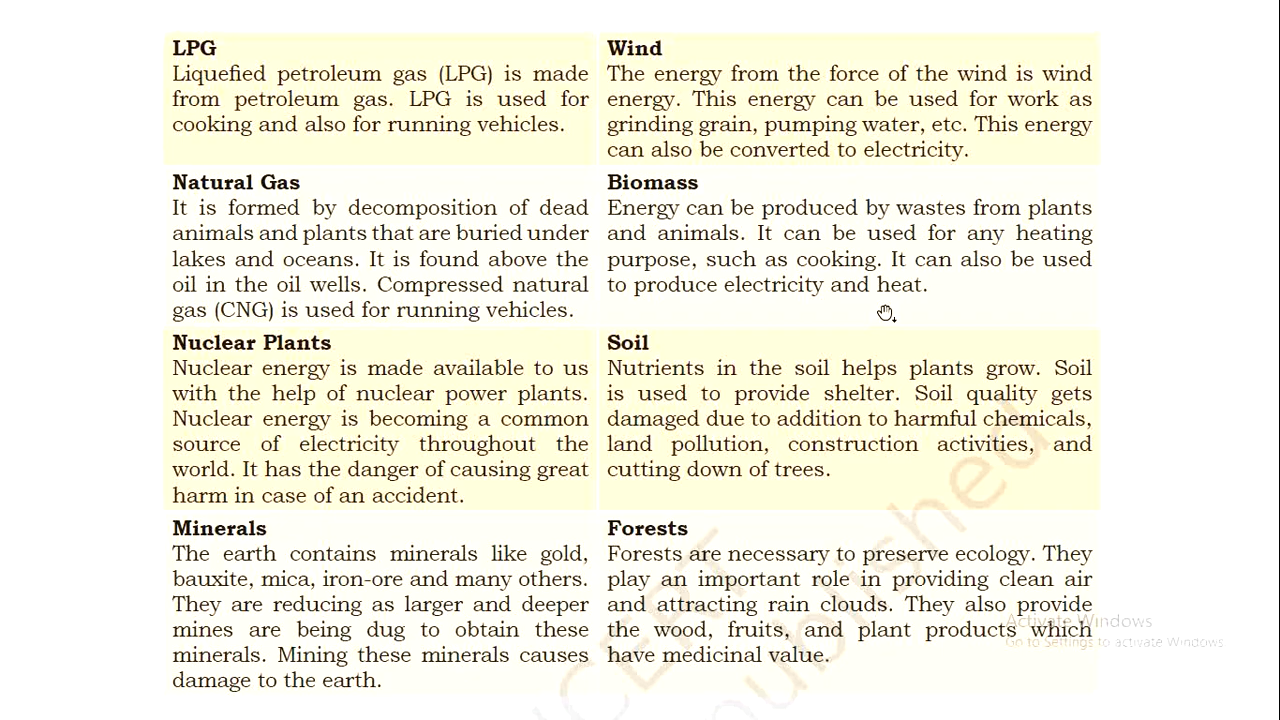 LPG
Liquefied petroleum gas (LPG) is made
from petroleum gas. LPG is used for
cooking and also for running vehicles.
Wind
The energy from the force of the wind is wind
energy. This energy can be used for work as
grinding grain, pumping water, etc. This energy
can also be converted to electricity.
Natural Gas
It is formed by decomposition of dead
animals and plants that are buried under
lakes and oceans. It is found above the
oil in the oil wells. Compressed natural
gas (CNG) is used for running vehicles.
Biomass
Energy can be produced by wastes from plants
and animals. It can be used for any heating
purpose, such as cooking. It can also be used
to produce electricity and heat.
Nuclear Plants
Nuclear energy is made available to us
with the help of nuclear power plants.
Nuclear energy is becoming a common
source of electricity throughout the
world. It has the danger of causing great
harm in case of an accident.
Soil
Nutrients in the soil helps plants grow. Soil
is used to provide shelter. Soil quality gets
damaged due to addition to harmful chemicals,
land pollution, construction activities, and
cutting down of trees.
Minerals
The earth contains minerals like gold,
bauxite, mica, iron-ore and many others.
They are reducing as larger and deeper
mines are being dug to obtain these
minerals. Mining these minerals causes
damage to the earth.
Forests
Forests are necessary to preserve ecology. They
play an important role in providing clean air
and attracting rain clouds. They also provide
the wood, fruits, and plant products which
have medicinal value.
NCERT
published
Activate Windows
Go to Settings to activate Windows